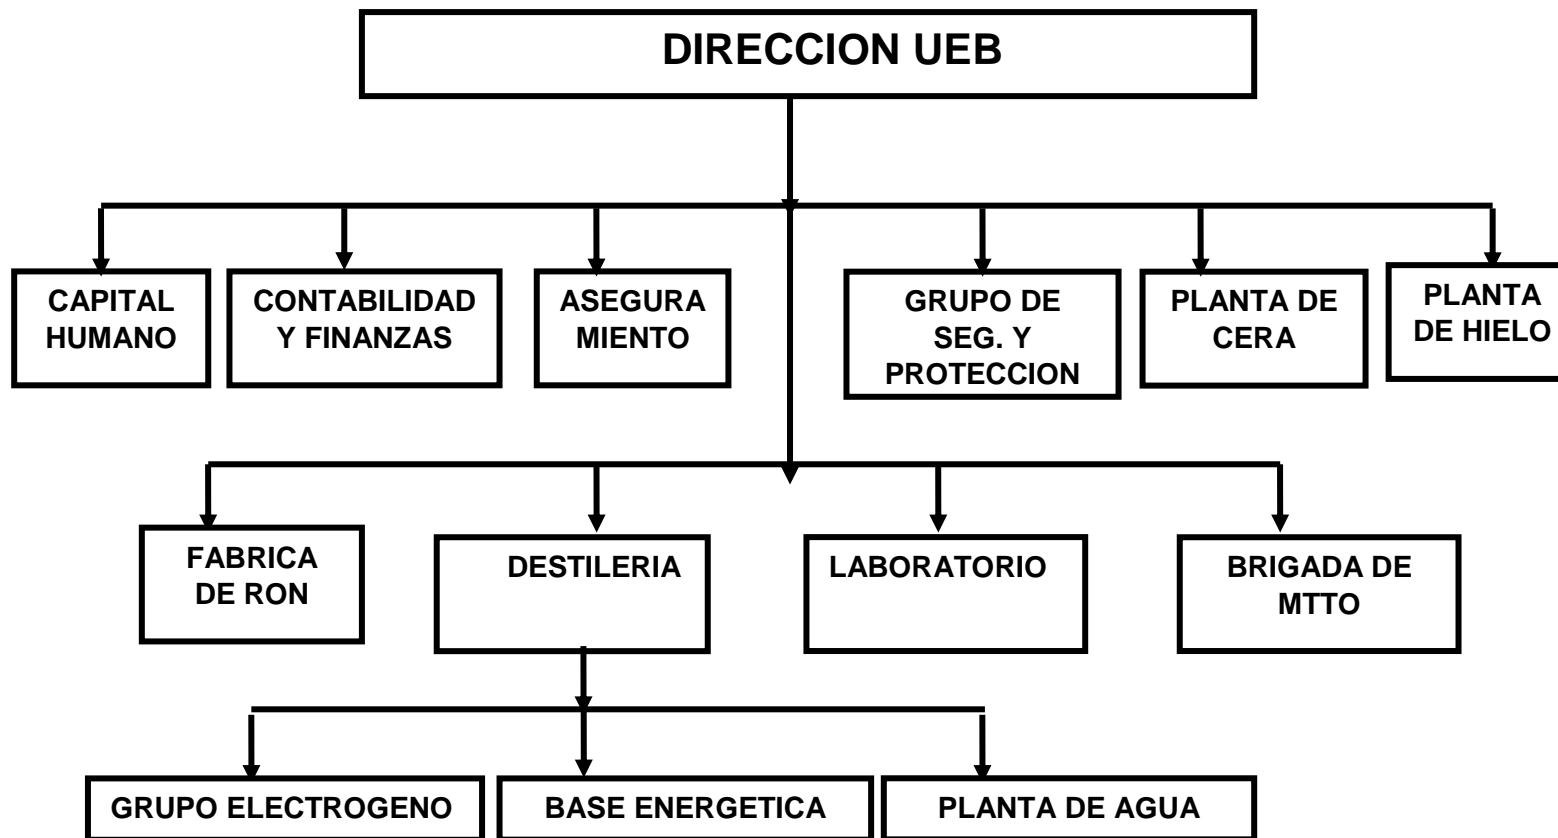 DIRECCION UEB
CAPITAL
HUMANO
CONTABILIDAD
Y FINANZAS
ASEGURA
MIENTO
GRUPO DE
SEG. Y
PROTECCION
PLANTA DE
CERA
PLANTA
DE HIELO
FABRICA
DE RON
DESTILERIA
LABORATORIO
BRIGADA DE
MTTO
GRUPO ELECTROGENO
BASE ENERGETICA
PLANTA DE AGUA